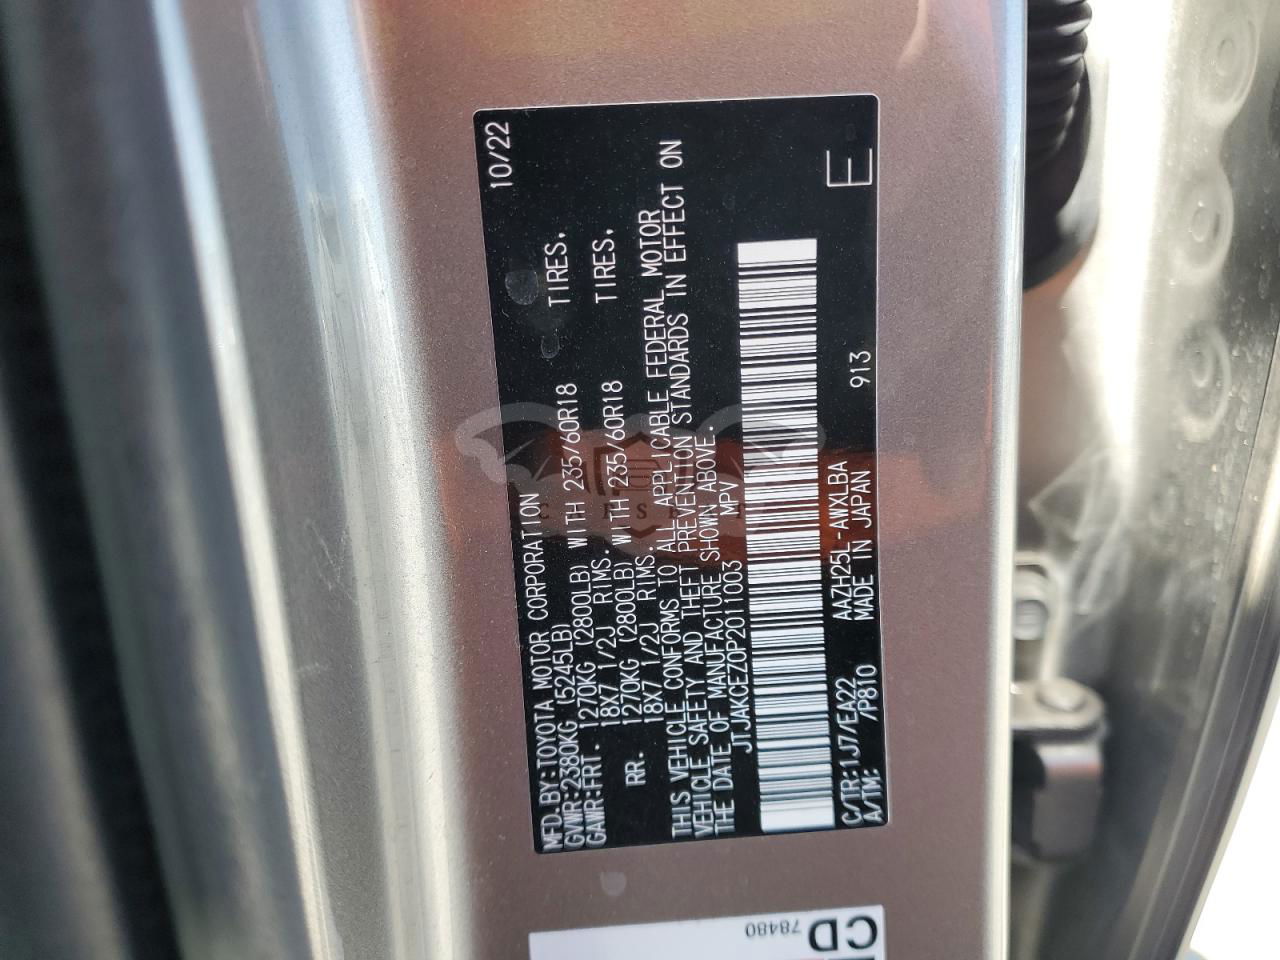 MFD.BY:TOYOTA MOTOR CORPORATION 10/22
GVWR:2380KG (5245LB)
GAWR:FRT. 1270KG (2800LB) WITH 235/60R18 TIRES.
18X7 1/2J RIMS.
RR. 1270KG (2800LB) WITH 235/60R18 TIRES.
18X7 1/2J RIMS.
THIS VEHICLE CONFORMS TO ALL APPLICABLE FEDERAL MOTOR
VEHICLE SAFETY AND THEFT PREVENTION STANDARDS IN EFFECT ON
THE DATE OF MANUFACTURE SHOWN ABOVE.
JTJAKCEZ0P2011003 MPV
C/TR:1J7/EA22 AAZH25L-AWXLBA 913 E
A/TM: /P810 MADE IN JAPAN
CD
78480